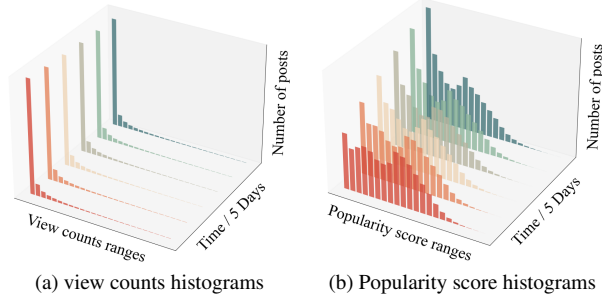 Number of posts
Time / 5 Days
View counts ranges
(a) view counts histograms
Number of posts
Time / 5 Days
Popularity score ranges
(b) Popularity score histograms